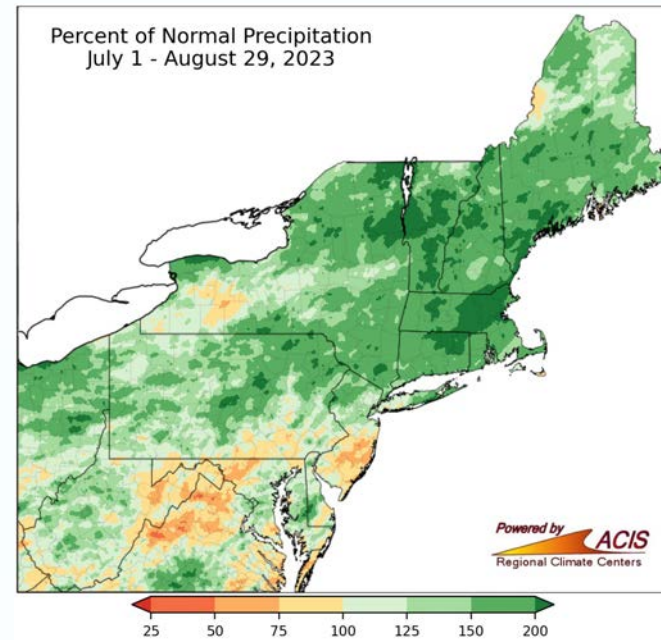 Percent of Normal Precipitation
July 1 - August 29, 2023
Powered by
ACIS
Regional Climate Centers
25 50 75 100 125 150 200